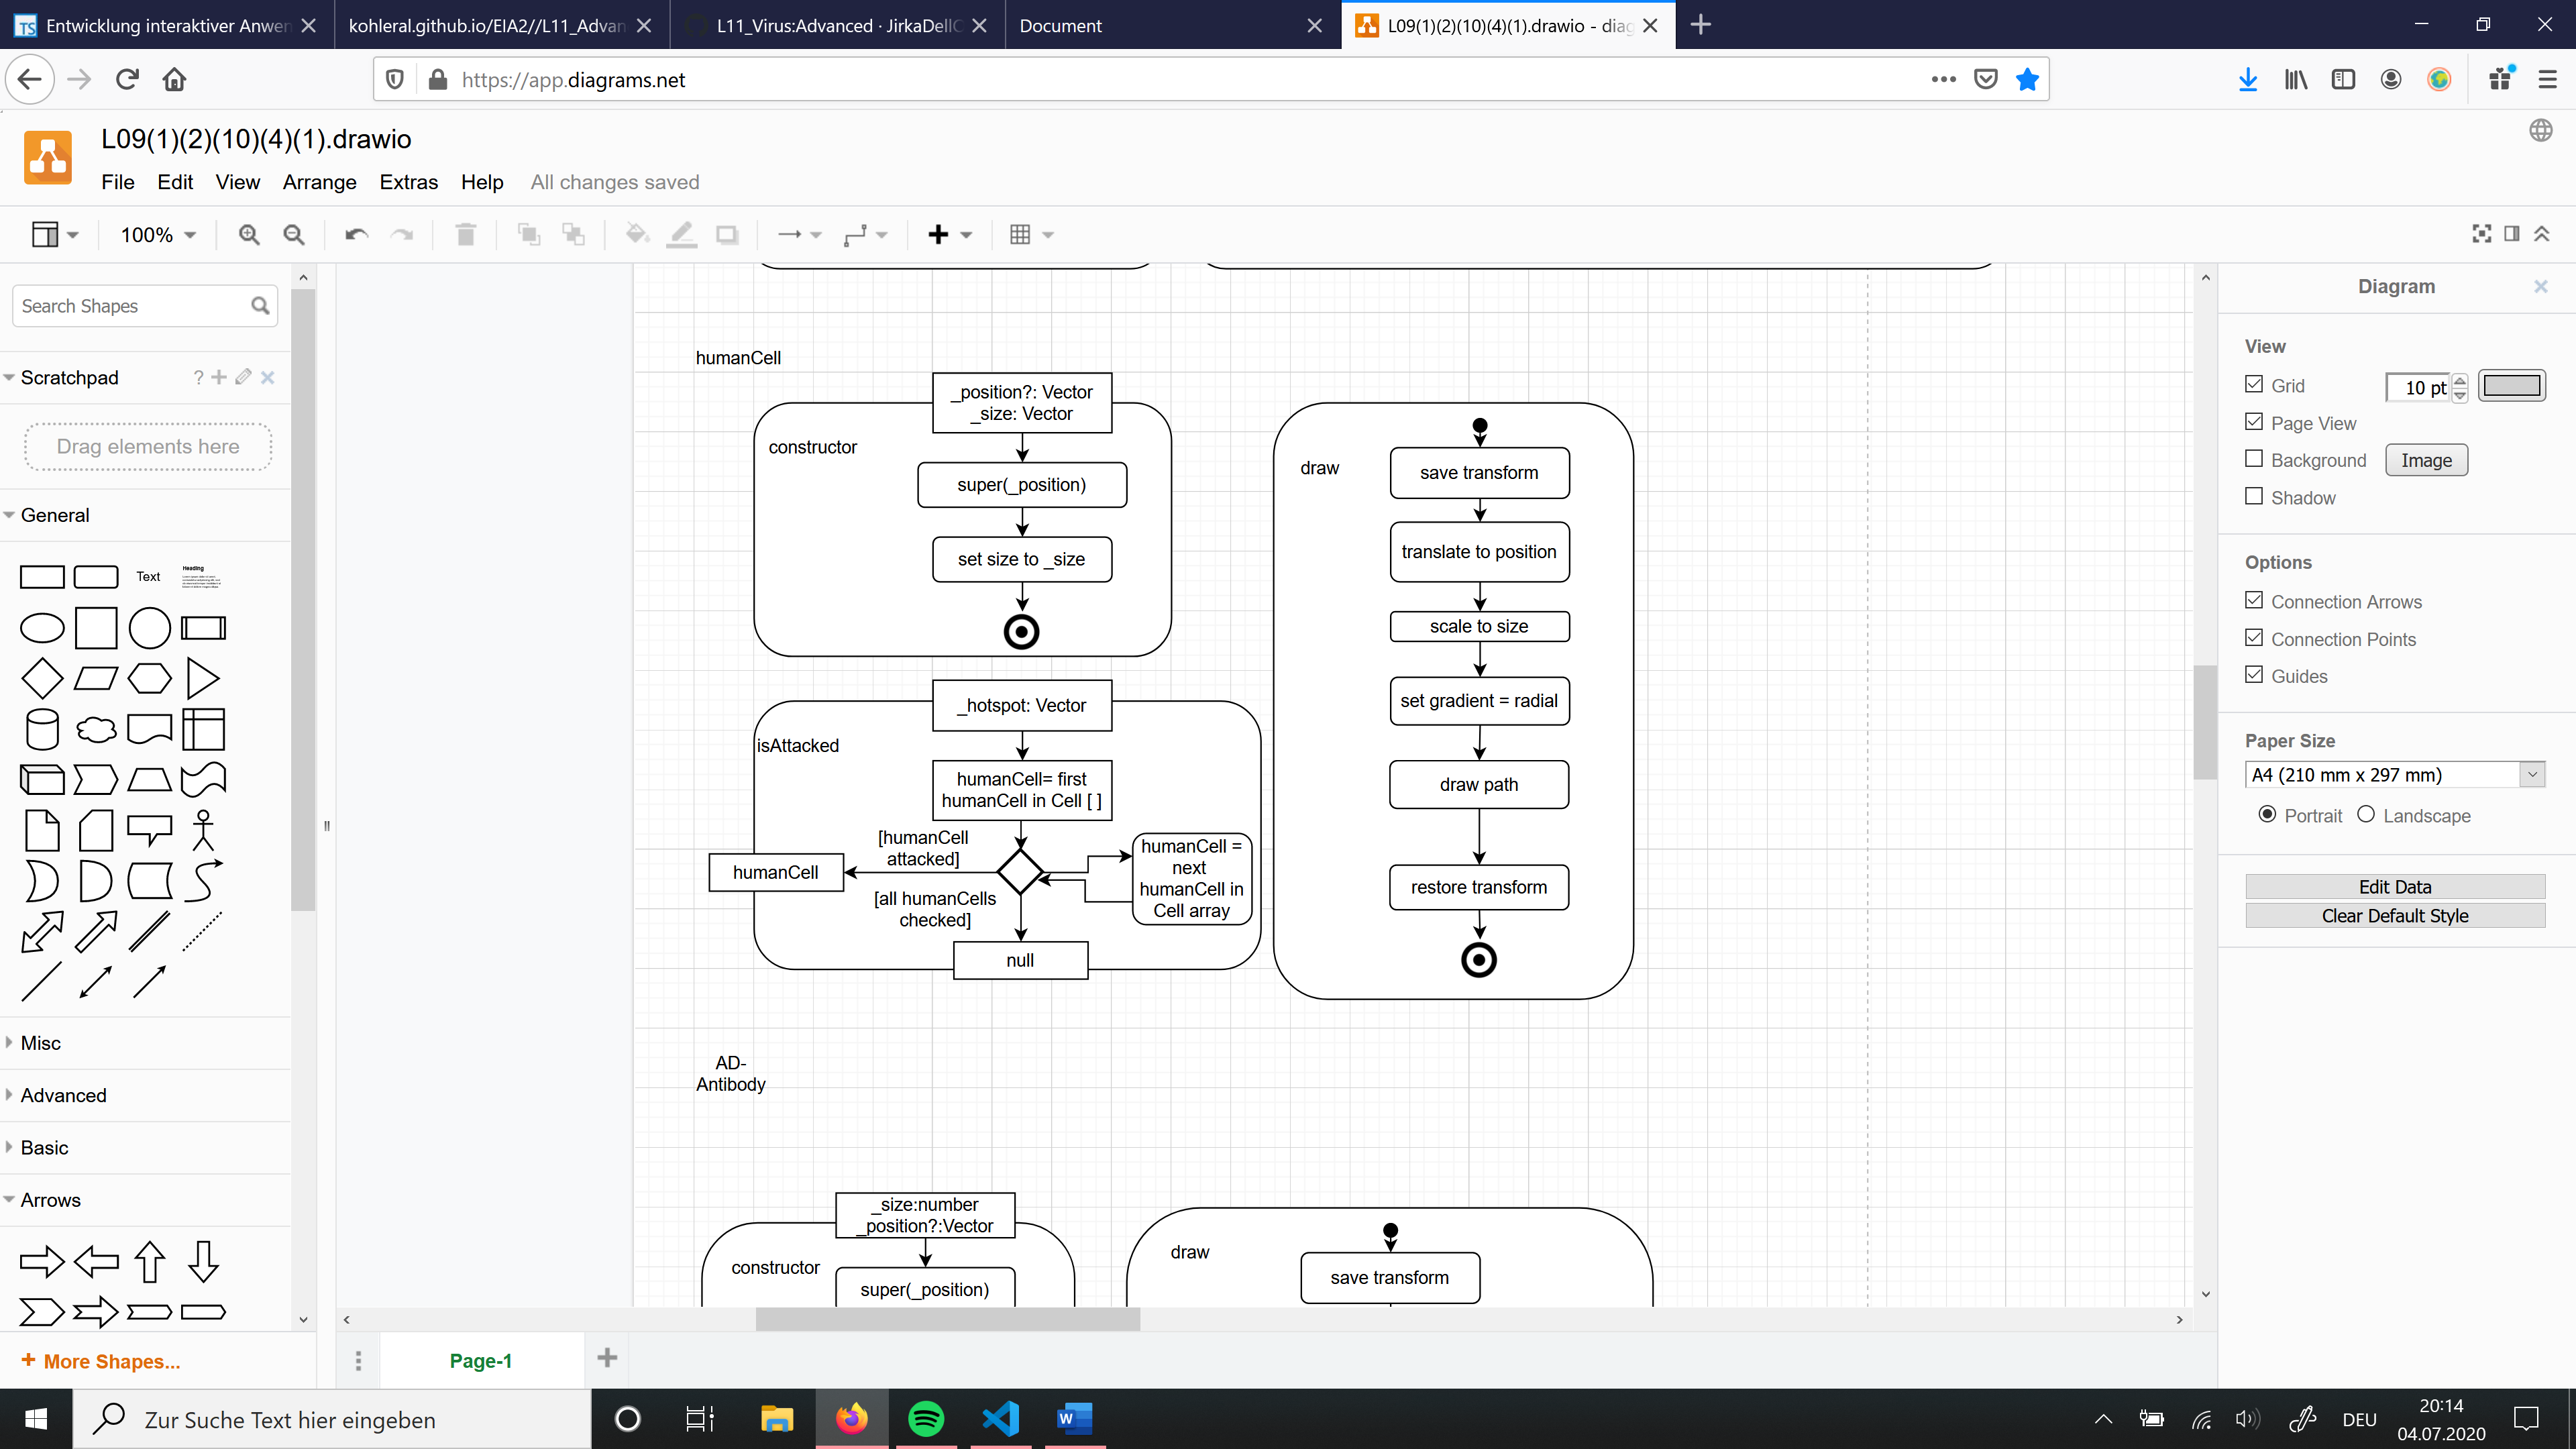 Entwicklung interaktiver Anwen
kohleral.github.io/EIA2//L11_Advan
L11_Virus:Advanced · JirkaDellO
Document
L09(1)(2)(10)(4)(1).drawio - diag
https://app.diagrams.net
L09(1)(2)(10)(4)(1).drawio
File Edit View Arrange Extras Help All changes saved
100%
Search Shapes
Scratchpad
?
Drag elements here
General
Text
Heading
Misc
Advanced
Basic
Arrows
+ More Shapes...
humanCell
_position?: Vector
_size: Vector
constructor
super(_position)
set size to _size
_hotspot: Vector
isAttacked
humanCell= first
humanCell in Cell [ ]
[humanCell
attacked]
humanCell
[all humanCells
checked]
humanCell =
next
humanCell in
Cell array
null
draw
save transform
translate to position
scale to size
set gradient = radial
draw path
restore transform
AD-
Antibody
_size:number
_position?:Vector
constructor
super(_position)
draw
save transform
Diagram
View
Grid
10 pt
Page View
Background
Image
Shadow
Options
Connection Arrows
Connection Points
Guides
Paper Size
A4 (210 mm x 297 mm)
Portrait
Landscape
Edit Data
Clear Default Style
Page-1
Zur Suche Text hier eingeben
DEU
20:14
04.07.2020